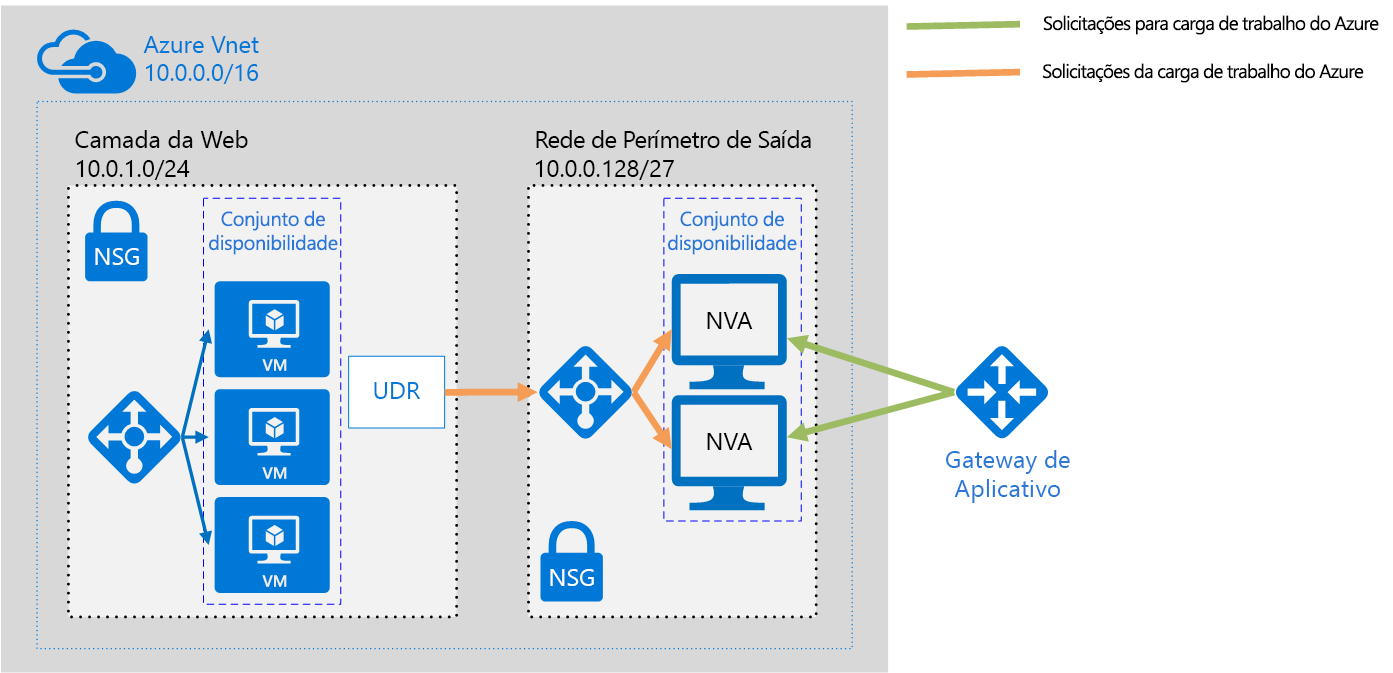 Azure Vnet
10.0.0.0/16
Solicitações para carga de trabalho do Azure
Solicitações da carga de trabalho do Azure
Camada da Web
10.0.1.0/24
NSG
Conjunto de
disponibilidade
VM
VM
VM
UDR
Rede de Perímetro de Saída
10.0.0.128/27
Conjunto de
disponibilidade
NVA
NVA
NSG
Gateway de
Aplicativo